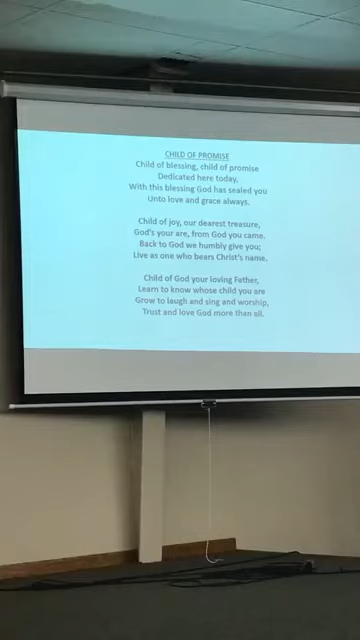 CHILD OF PROMISE
Child of blessing, child of promise
Dedicated here today,
With this blessing God has sealed you
Unto love and grace always.
Child of joy, our dearest treasure,
God's your are, from God you came.
Back to God we humbly give you;
Live as one who bears Christ's name.
Child of God your loving Father,
Learn to know whose child you are
Grow to laugh and sing and worship,
Trust and love God more than all.